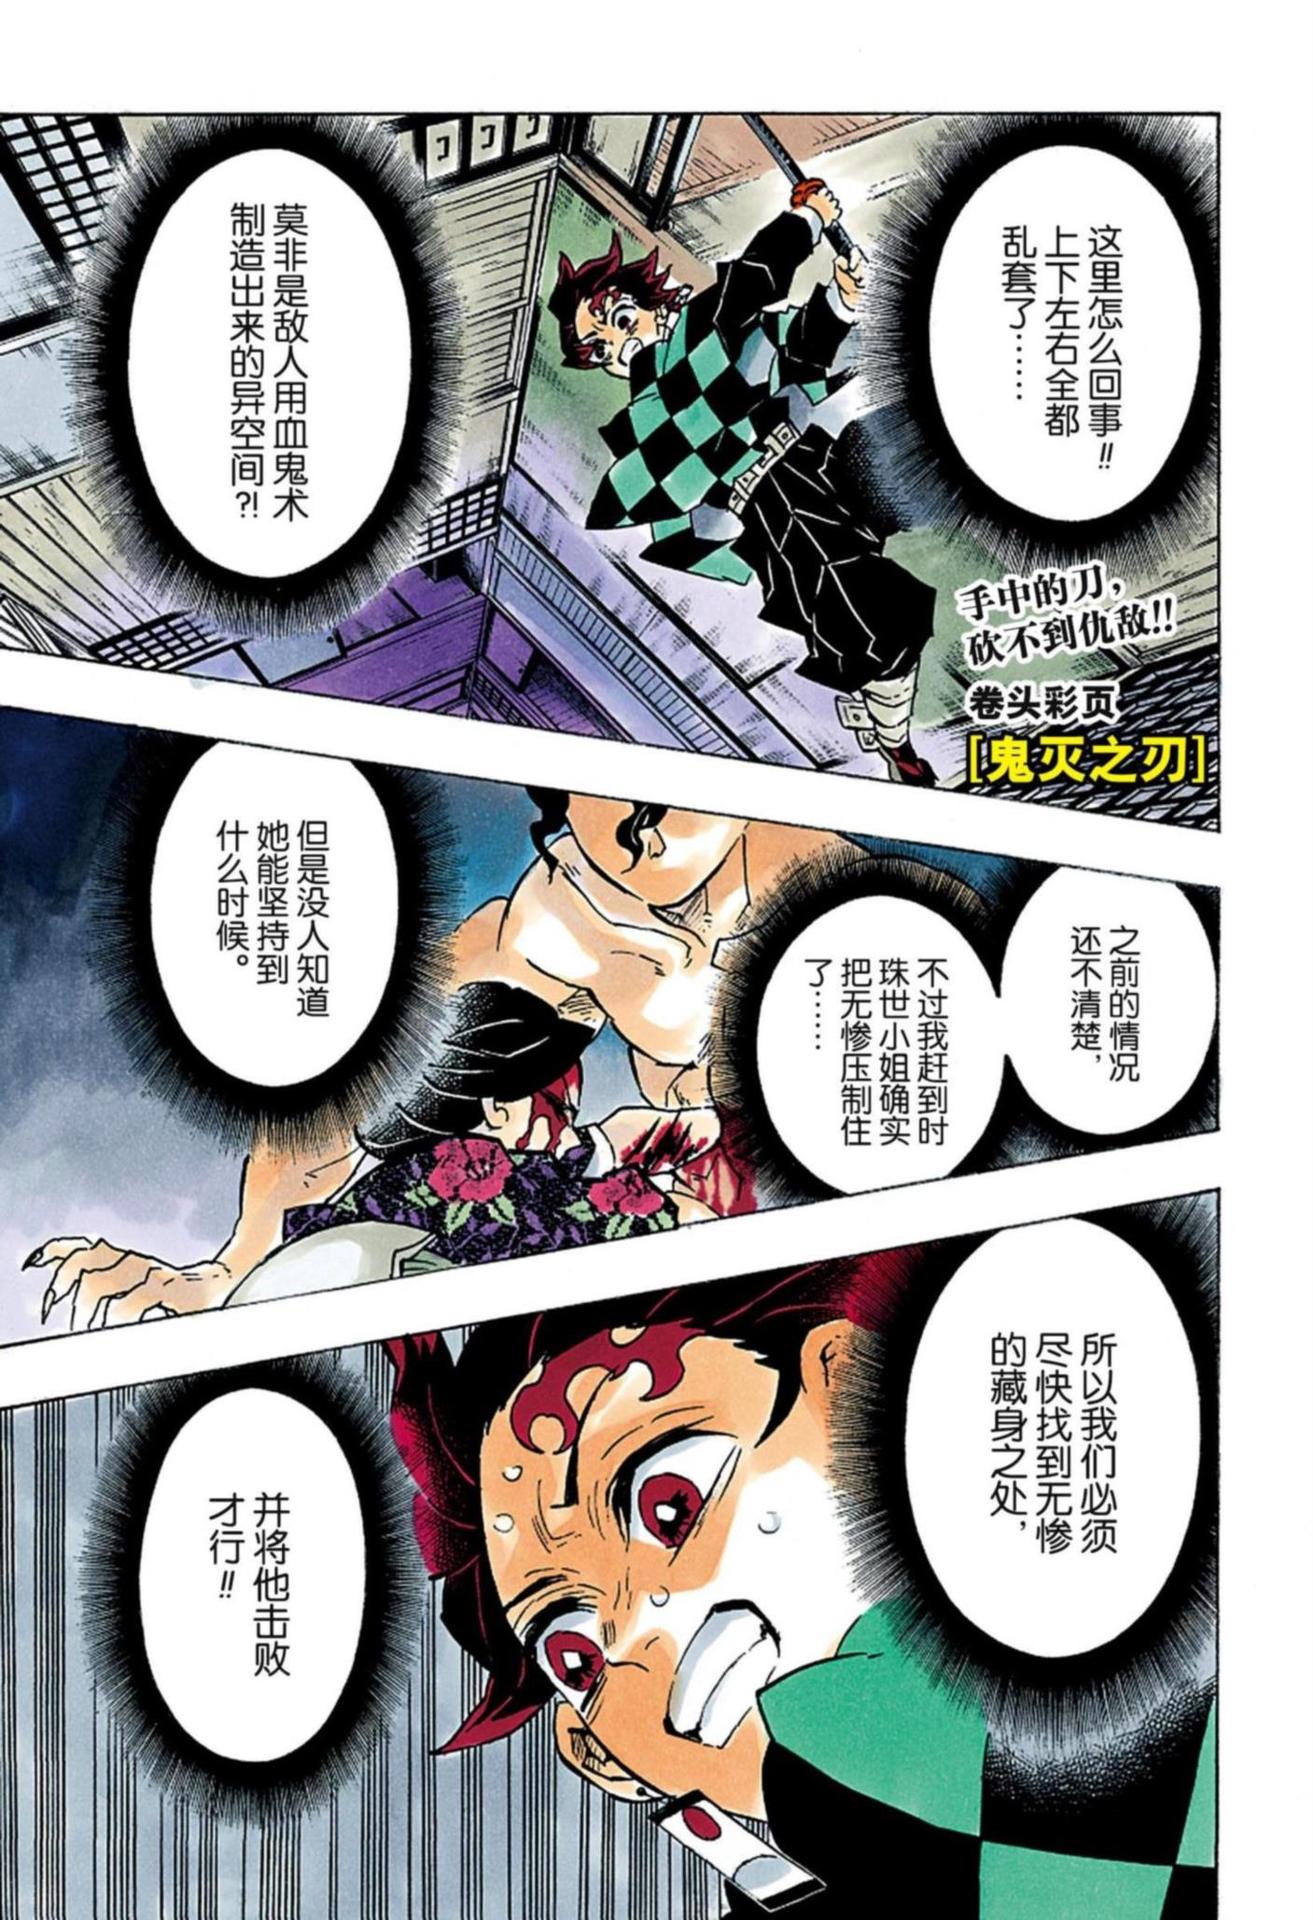 这里怎么回事!!
上下左右全都
乱套了……
莫非是敌人用血鬼术
制造出来的异空间?!
手中的刀，
砍不到仇敌!!
卷头彩页
[鬼灭之刃]
之前的情况
还不清楚，
不过我赶到时
珠世小姐确实
把无惨压制住
了……
但是没人知道
她能坚持到
什么时候。
所以我们必须
尽快找到无惨
的藏身之处，
并将他击败
才行!!